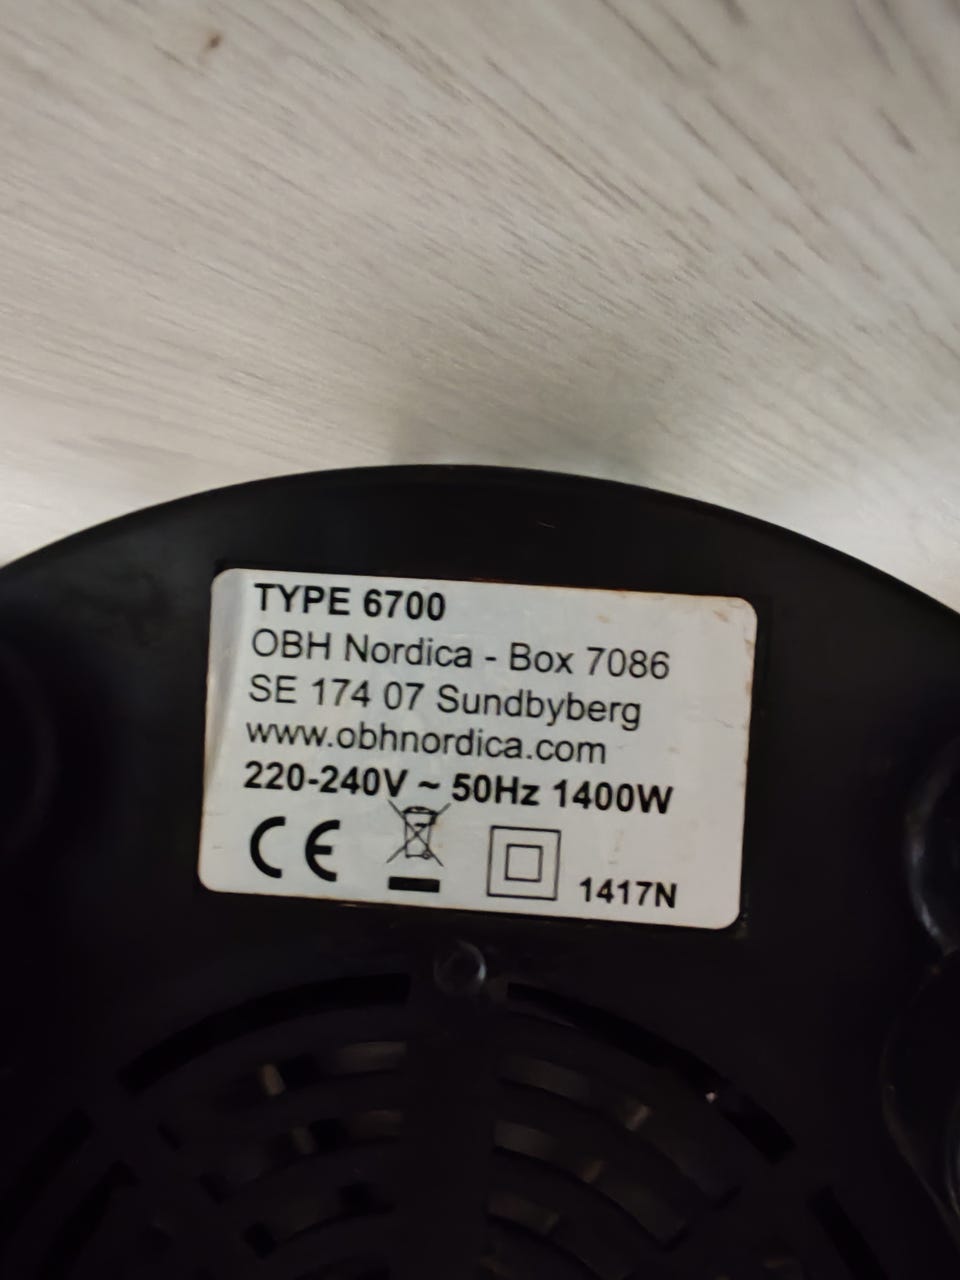 TYPE 6700
OBH Nordica - Box 7086
SE 174 07 Sundbyberg
www.obhnordica.com
220-240V ~ 50Hz 1400W
CE
1417N